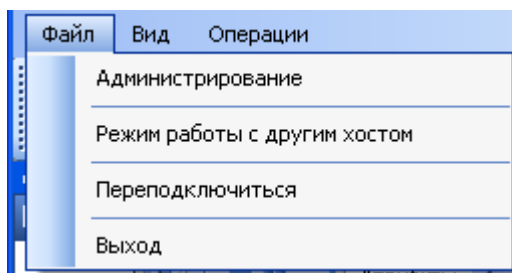 Файл Вид Операции
Администрирование
Режим работы с другим хостом
Переподключиться
Выход